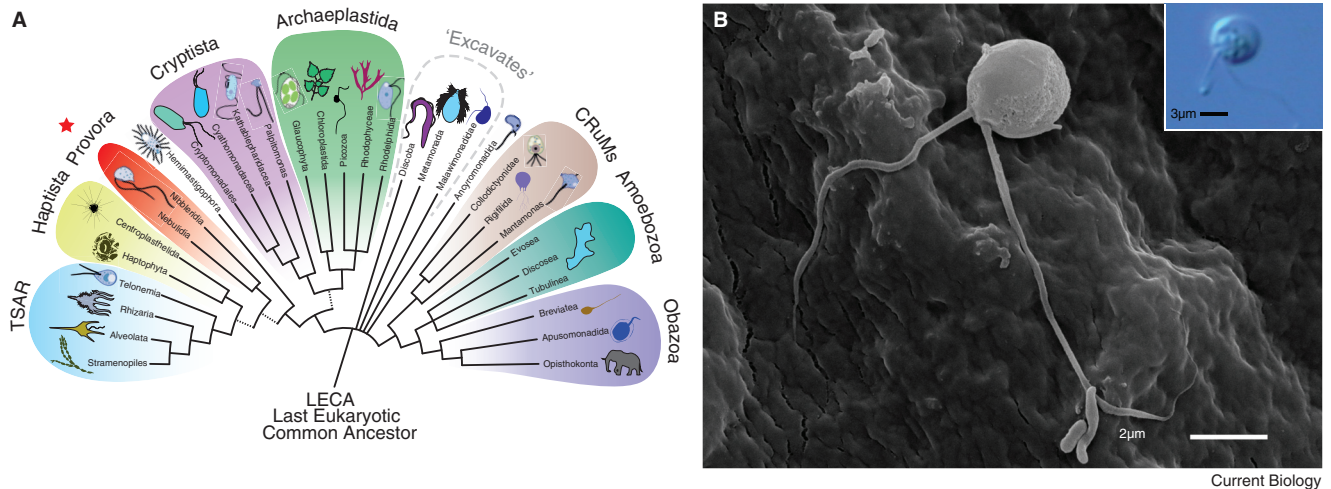 A
TSAR
Haptista
Provora
Cryptista
Archaeplastida
'Excavates'
CRuMs
Amoebozoa
Obazoa
Stramenopiles
Alveolata
Rhizaria
Telonemia
Haptophyta
Centroplasthelida
Nebulidia
Nibbleridia
Hemimastigophora
Cryptomonadales
Cyathomonadacea
Kathablepharidacea
Palpitomonas
Glaucophyta
Chloroplastida
Picozoa
Rhodophyceae
Rhodelphidia
Discoba
Metamonada
Malawimonadidae
Ancyromonadida
Collodictyonidae
Rigifilida
Mantamonas
Evosea
Discosea
Tubulinea
Breviatea
Apusomonadida
Opisthokonta
LECA
Last Eukaryotic
Common Ancestor
B
3μm
2μm
Current Biology